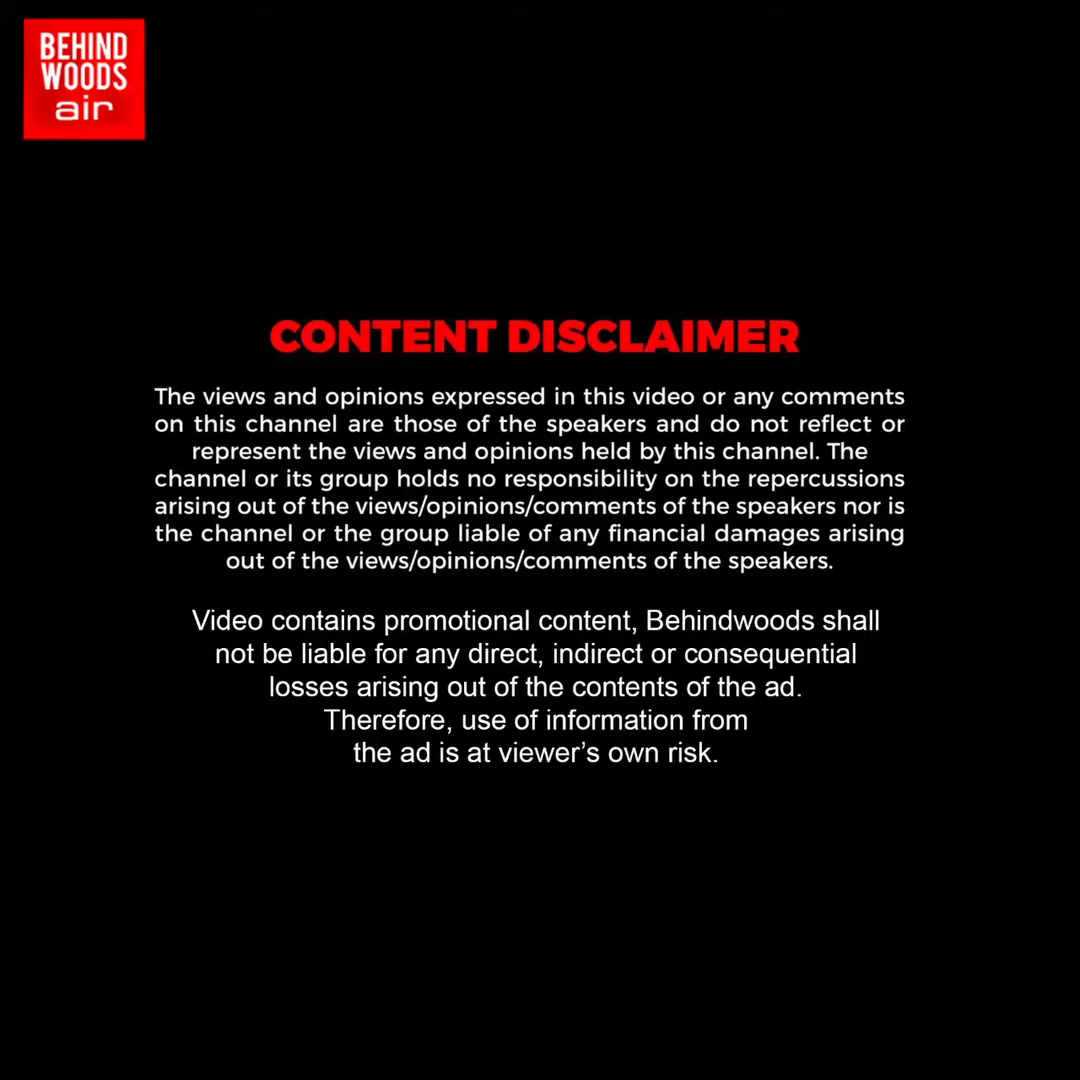 BEHIND
WOODS
air
CONTENT DISCLAIMER
The views and opinions expressed in this video or any comments
on this channel are those of the speakers and do not reflect or
represent the views and opinions held by this channel. The
channel or its group holds no responsibility on the repercussions
arising out of the views/opinions/comments of the speakers nor is
the channel or the group liable of any financial damages arising
out of the views/opinions/comments of the speakers.
Video contains promotional content, Behindwoods shall
not be liable for any direct, indirect or consequential
losses arising out of the contents of the ad.
Therefore, use of information from
the ad is at viewer’s own risk.